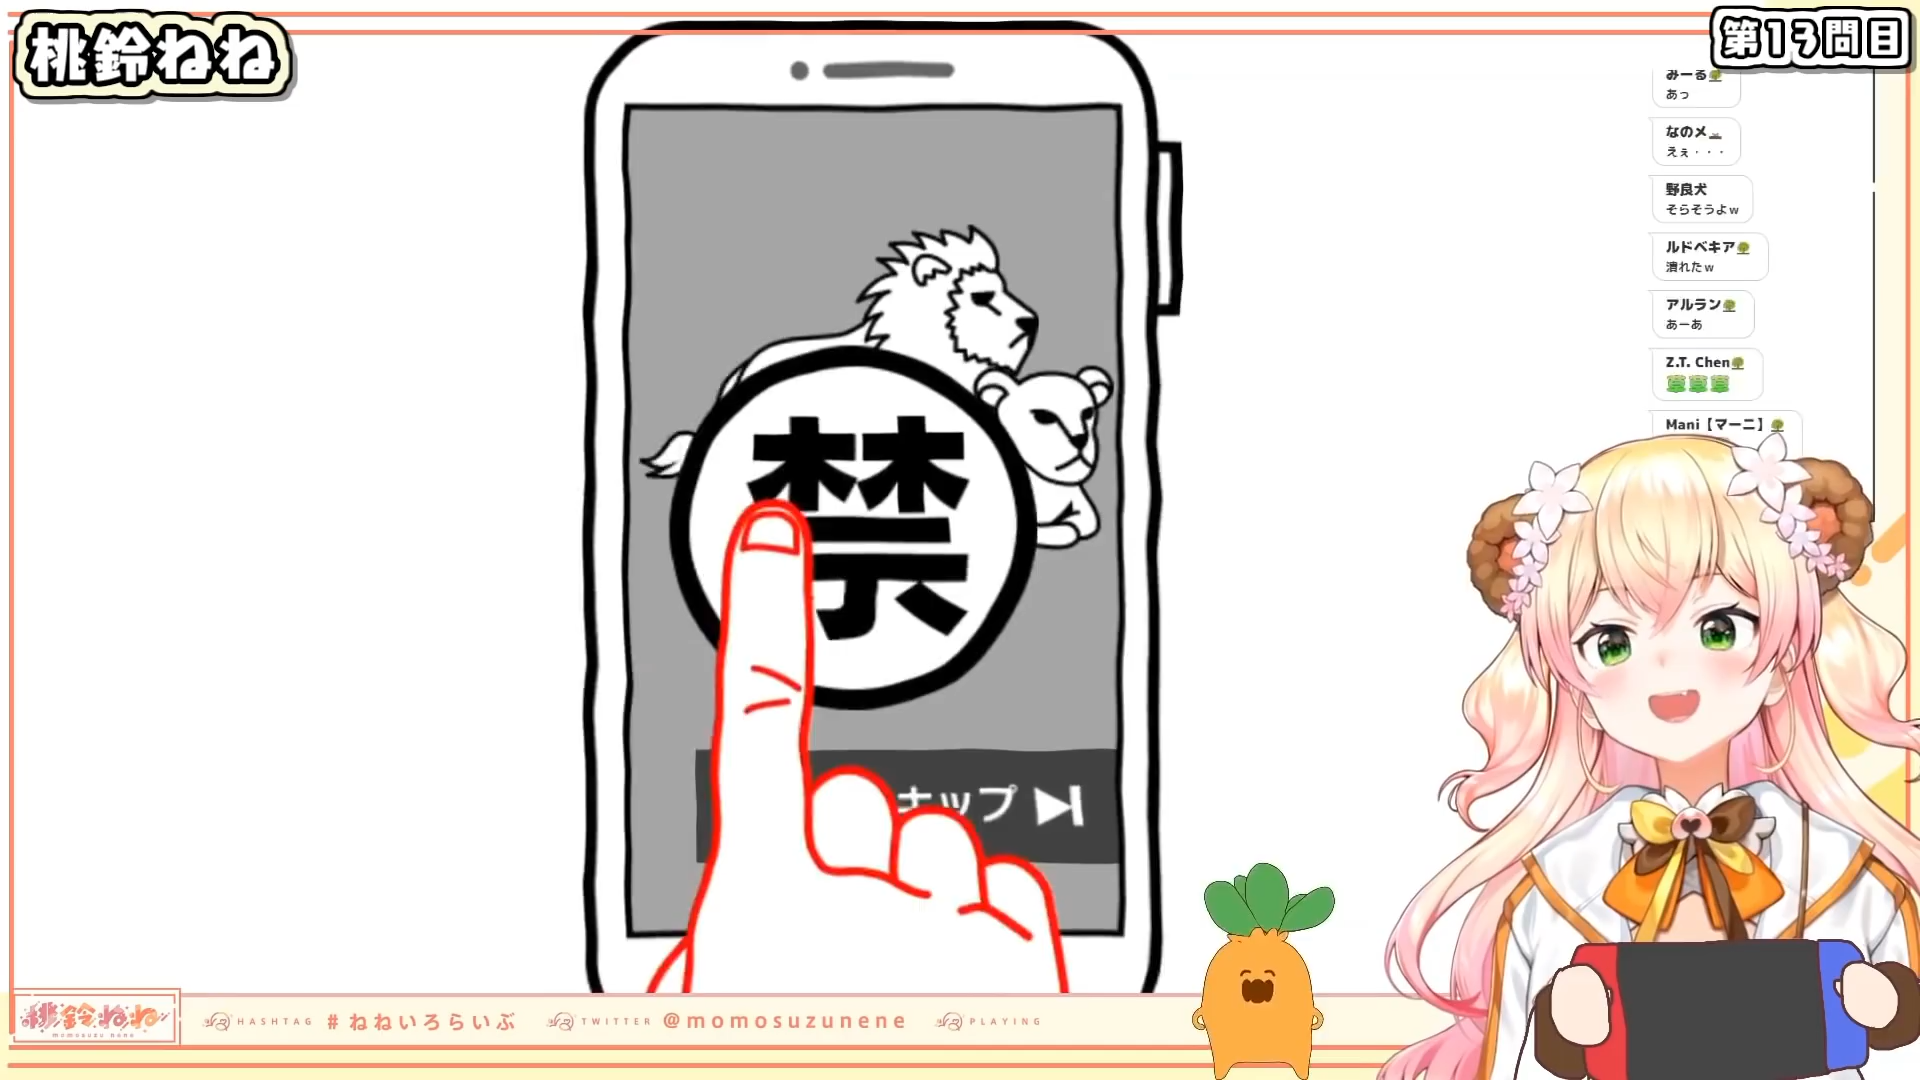 桃鈴ねね
第13問目
みーる
あっ
なのメ
えぇ・・・
野良犬
そらそうよw
ルドベキア
潰れたw
アルラン
あーあ
Z.T. Chen
Mani【マーニ】
禁
キップ
桃鈴ねね
momosuzu nene
HASHTAG #ねねいろらいぶ TWITTER @momosuzunene PLAYING